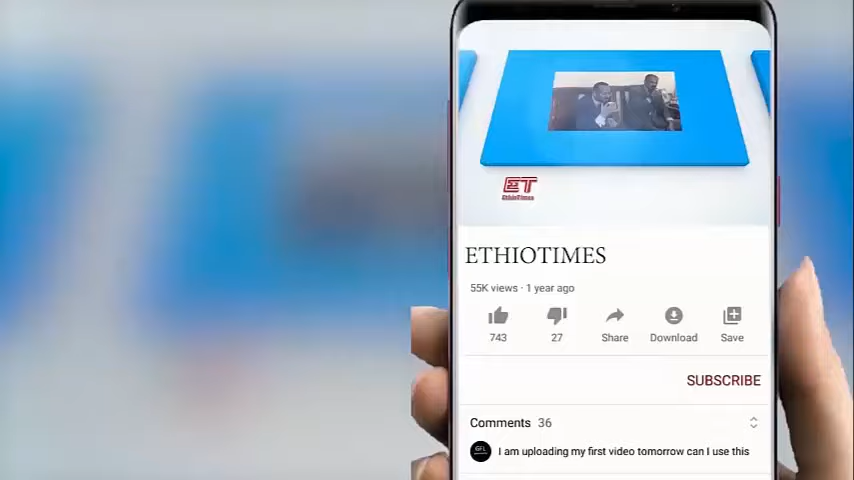 ET
EthioTimes
ETHIOTIMES
55K views · 1 year ago
743
27
Share
Download
Save
SUBSCRIBE
Comments 36
GFL
I am uploading my first video tomorrow can I use this